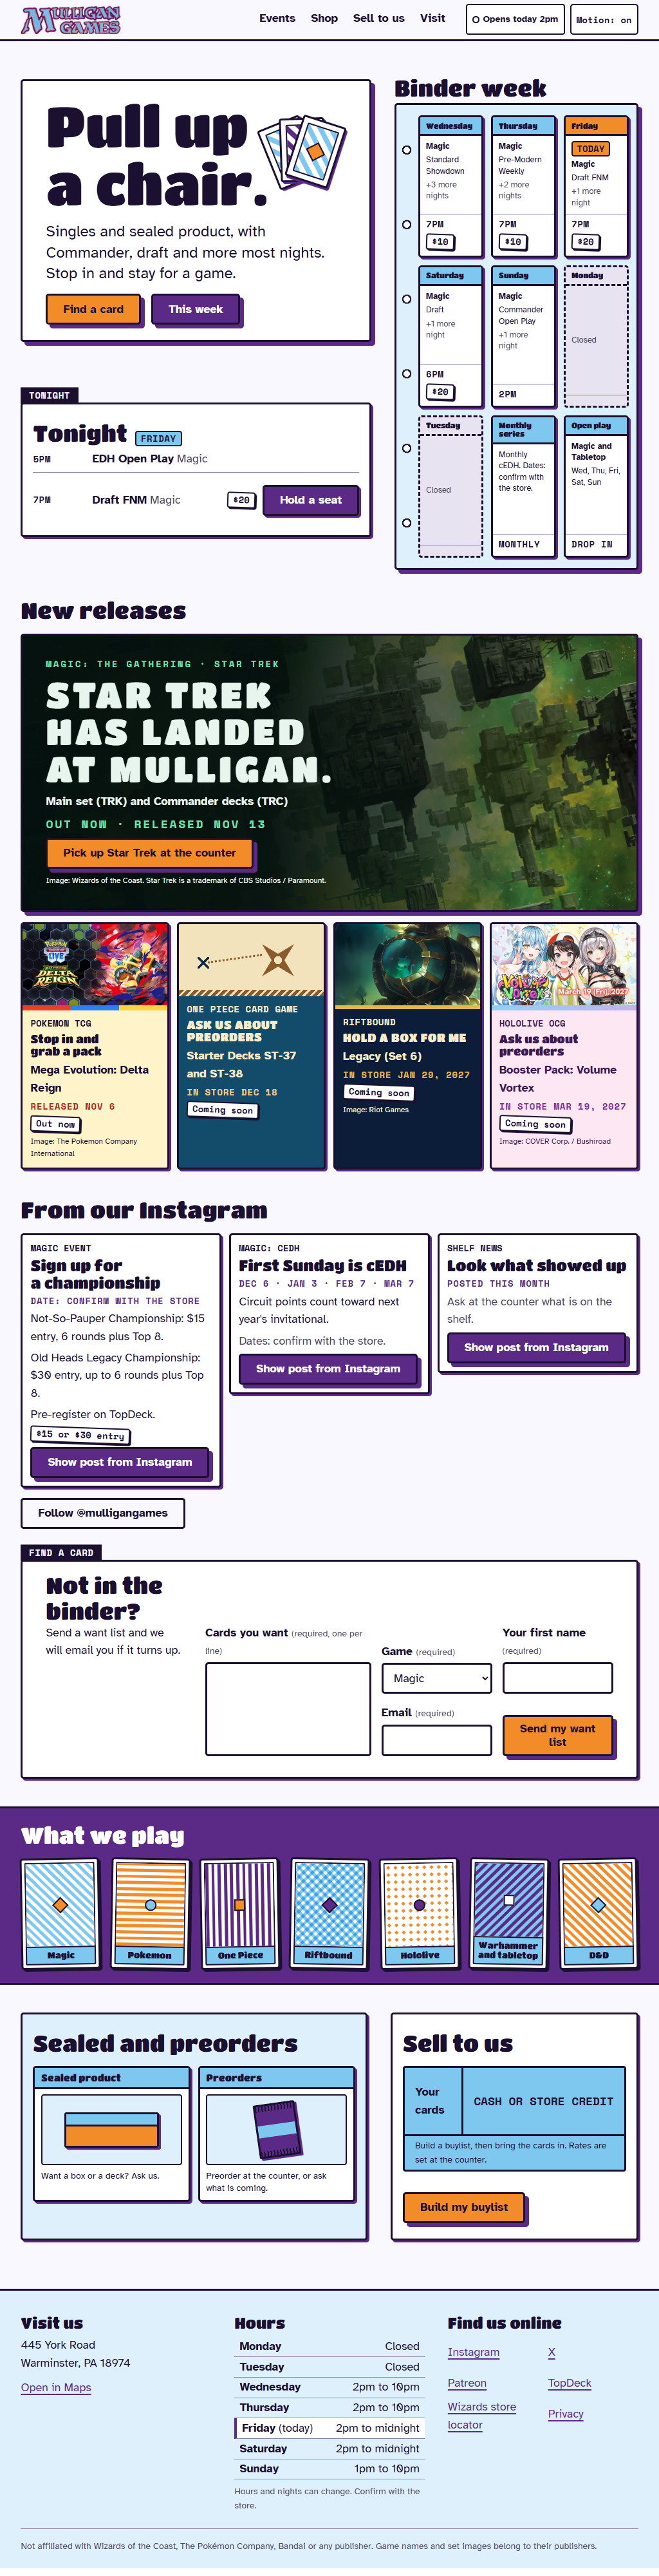 MULLIGAN GAMES
Events Shop Sell to us Visit
Opens today 2pm
Motion: on
Pull up
a chair.
Singles and sealed product, with
Commander, draft and more most nights.
Stop in and stay for a game.
Find a card
This week
TONIGHT
Tonight FRIDAY
5PM EDH Open Play Magic
7PM Draft FNM Magic $20 Hold a seat
Binder week
Wednesday
Magic
Standard
Showdown
+3 more
nights
7PM
$10
Thursday
Magic
Pre-Modern
Weekly
+2 more
nights
7PM
$10
Friday
TODAY
Magic
Draft FNM
+1 more
night
7PM
$20
Saturday
Magic
Draft
+1 more
night
6PM
$20
Sunday
Magic
Commander
Open Play
+1 more
night
2PM
Monday
Closed
Tuesday
Closed
Monthly
series
Monthly
cEDH. Dates:
confirm with
the store.
MONTHLY
Open play
Magic and
Tabletop
Wed, Thu, Fri,
Sat, Sun
DROP IN
New releases
MAGIC: THE GATHERING · STAR TREK
STAR TREK
HAS LANDED
AT MULLIGAN.
Main set (TRK) and Commander decks (TRC)
OUT NOW · RELEASED NOV 13
Pick up Star Trek at the counter
Image: Wizards of the Coast. Star Trek is a trademark of CBS Studios / Paramount.
LIVE
DELTA
REIGN
POKEMON TCG
Stop in and
grab a pack
Mega Evolution: Delta
Reign
RELEASED NOV 6
Out now
Image: The Pokemon Company
International
ONE PIECE CARD GAME
ASK US ABOUT
PREORDERS
Starter Decks ST-37
and ST-38
IN STORE DEC 18
Coming soon
RIFTBOUND
HOLD A BOX FOR ME
Legacy (Set 6)
IN STORE JAN 29, 2027
Coming soon
Image: Riot Games
Volume
Vortex
HOLOLIVE OCG
Ask us about
preorders
Booster Pack: Volume
Vortex
IN STORE MAR 19, 2027
Coming soon
Image: COVER Corp. / Bushiroad
From our Instagram
MAGIC EVENT
Sign up for
a championship
DATE: CONFIRM WITH THE STORE
Not-So-Pauper Championship: $15
entry, 6 rounds plus Top 8.
Old Heads Legacy Championship:
$30 entry, up to 6 rounds plus Top
8.
Pre-register on TopDeck.
$15 or $30 entry
Show post from Instagram
MAGIC: CEDH
First Sunday is cEDH
DEC 6 · JAN 3 · FEB 7 · MAR 7
Circuit points count toward next
year's invitational.
Dates: confirm with the store.
Show post from Instagram
SHELF NEWS
Look what showed up
POSTED THIS MONTH
Ask at the counter what is on the
shelf.
Show post from Instagram
Follow @mulligangames
FIND A CARD
Not in the
binder?
Send a want list and we
will email you if it turns up.
Cards you want (required, one per
line)
Game (required)
Magic
Email (required)
Your first name
(required)
Send my want
list
What we play
Magic
Pokemon
One Piece
Riftbound
Hololive
Warhammer
and tabletop
D&D
Sealed and preorders
Sealed product
Want a box or a deck? Ask us.
Preorders
Preorder at the counter, or ask
what is coming.
Sell to us
Your
cards
CASH OR STORE CREDIT
Build a buylist, then bring the cards in. Rates are
set at the counter.
Build my buylist
Visit us
445 York Road
Warminster, PA 18974
Open in Maps
Hours
Monday Closed
Tuesday Closed
Wednesday 2pm to 10pm
Thursday 2pm to 10pm
Friday (today) 2pm to midnight
Saturday 2pm to midnight
Sunday 1pm to 10pm
Hours and nights can change. Confirm with the
store.
Find us online
Instagram X
Patreon TopDeck
Wizards store
locator
Privacy
Not affiliated with Wizards of the Coast, The Pokémon Company, Bandai or any publisher. Game names and set images belong to their publishers.